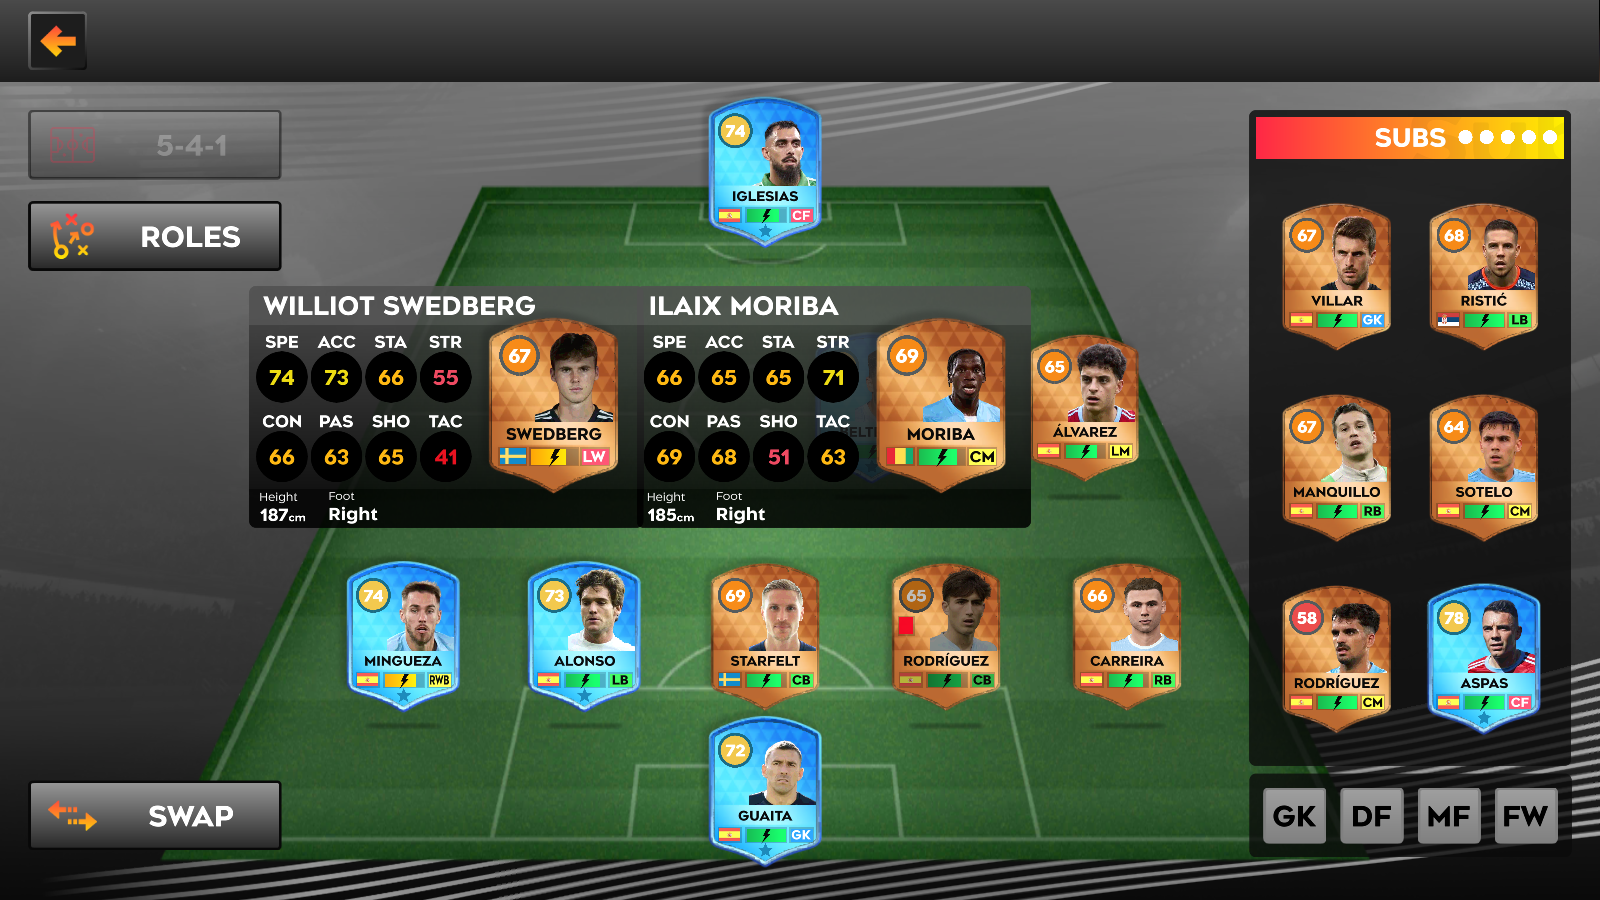 5-4-1
ROLES
SWAP
74
IGLESIAS
CF
WILLIOT SWEDBERG
SPE ACC STA STR
74 73 66 55
CON PAS SHO TAC
66 63 65 41
Height Foot
187cm Right
67
SWEDBERG
LW
ILAIX MORIBA
SPE ACC STA STR
66 65 65 71
CON PAS SHO TAC
69 68 51 63
Height Foot
185cm Right
69
MORIBA
CM
65
ÁLVAREZ
LM
74
MINGUEZA
RWB
73
ALONSO
LB
69
STARFELT
CB
65
RODRÍGUEZ
CB
66
CARREIRA
RB
72
GUAITA
GK
SUBS
67
VILLAR
GK
68
RISTIĆ
LB
67
MANQUILLO
RB
64
SOTELO
CM
58
RODRÍGUEZ
CM
78
ASPAS
CF
GK DF MF FW